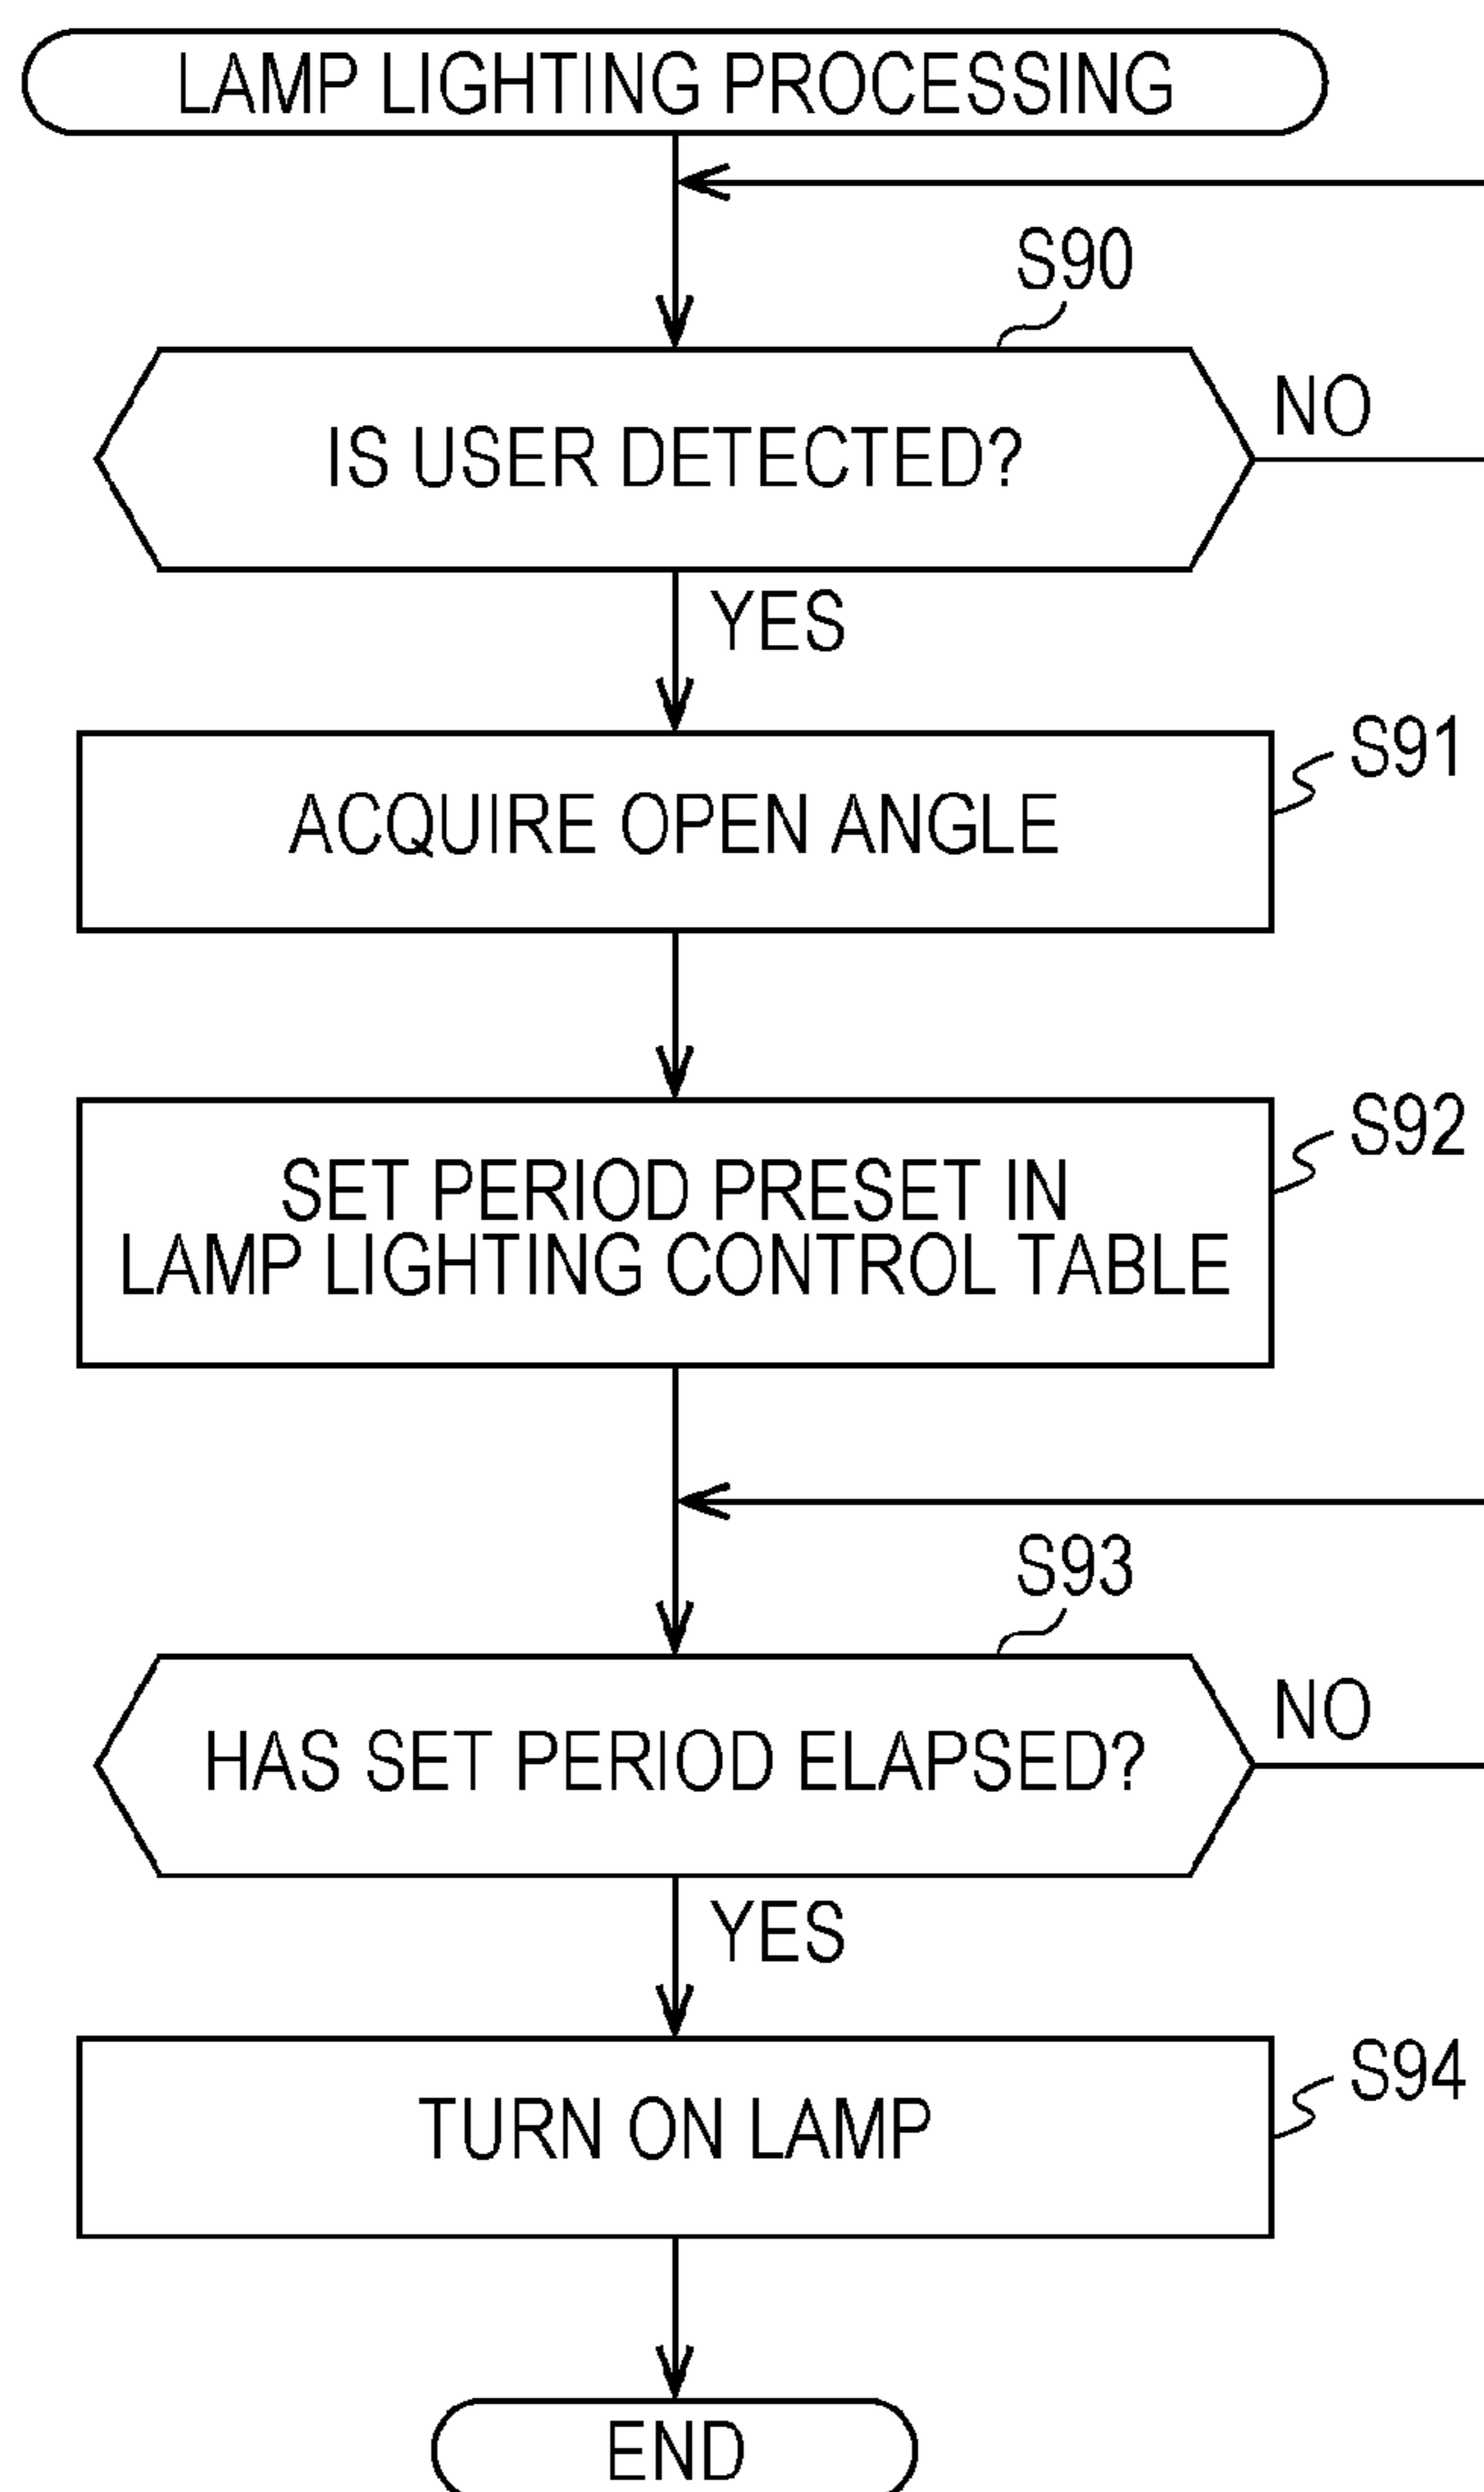 LAMP LIGHTING PROCESSING
S90
IS USER DETECTED?
NO
YES
S91
ACQUIRE OPEN ANGLE
S92
SET PERIOD PRESET IN
LAMP LIGHTING CONTROL TABLE
S93
HAS SET PERIOD ELAPSED?
NO
YES
S94
TURN ON LAMP
END